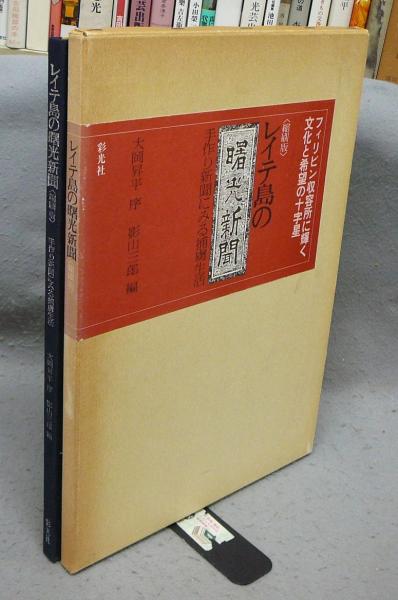 フィリピン収容所に輝く
文化と希望の十字星
〈縮刷版〉
レイテ島の
曙光新聞
手作り新聞にみる捕虜生活
大岡昇平 序 影山三郎 編
彩光社
レイテ島の曙光新聞
レイテ島の曙光新聞〈縮刷版〉 手作り新聞にみる捕虜生活
大岡昇平 序 影山三郎 編
彩光社